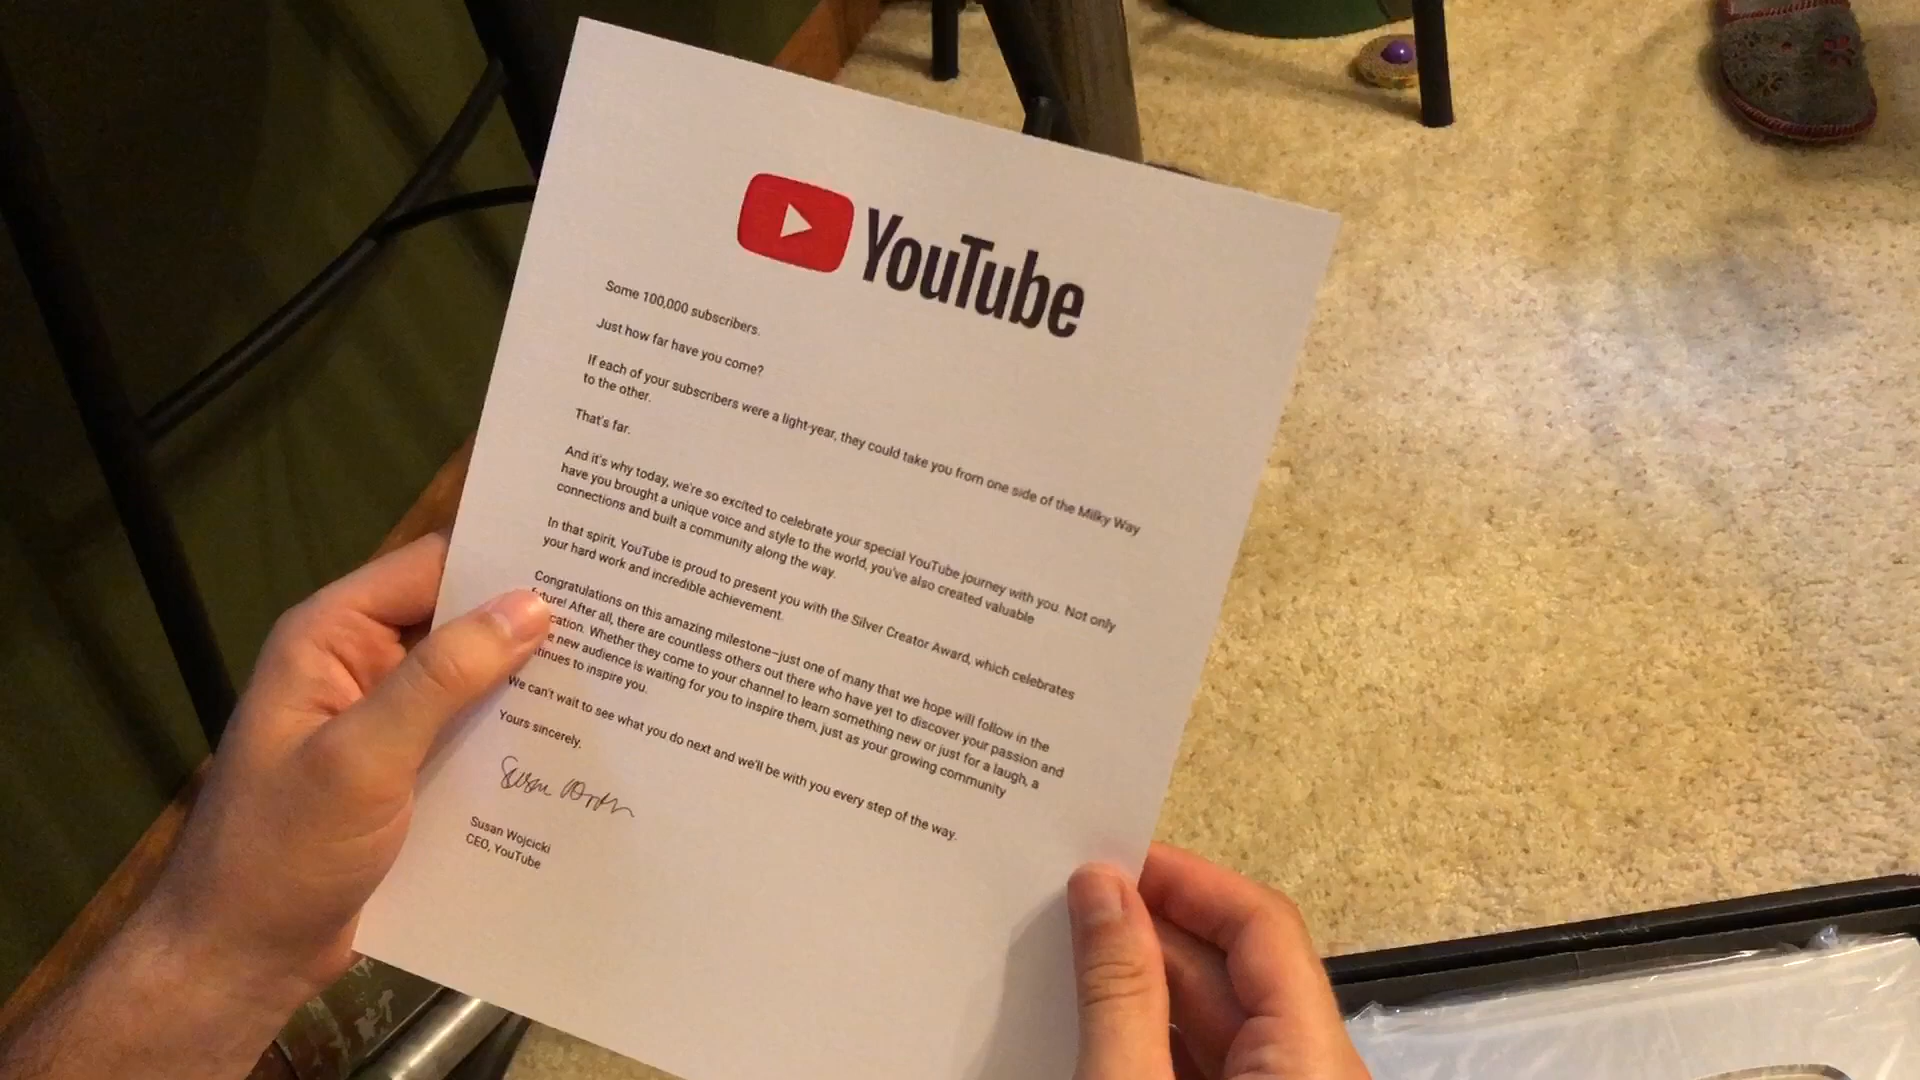 YouTube
Some 100,000 subscribers.
Just how far have you come?
If each of your subscribers were a light-year, they could take you from one side of the Milky Way
to the other.
That's far.
And it's why today, we're so excited to celebrate your special YouTube journey with you. Not only
have you brought a unique voice and style to the world, you've also created valuable
connections and built a community along the way.
In that spirit, YouTube is proud to present you with the Silver Creator Award, which celebrates
your hard work and incredible achievement.
Congratulations on this amazing milestone–just one of many that we hope will follow in the
future! After all, there are countless others out there who have yet to discover your passion and
Whether they come to your channel to learn something new or just for a laugh, a
new audience is waiting for you to inspire them, just as your growing community
to inspire you.
We can't wait to see what you do next and we'll be with you every step of the way.
Yours sincerely,
Susan Wojcicki
CEO, YouTube